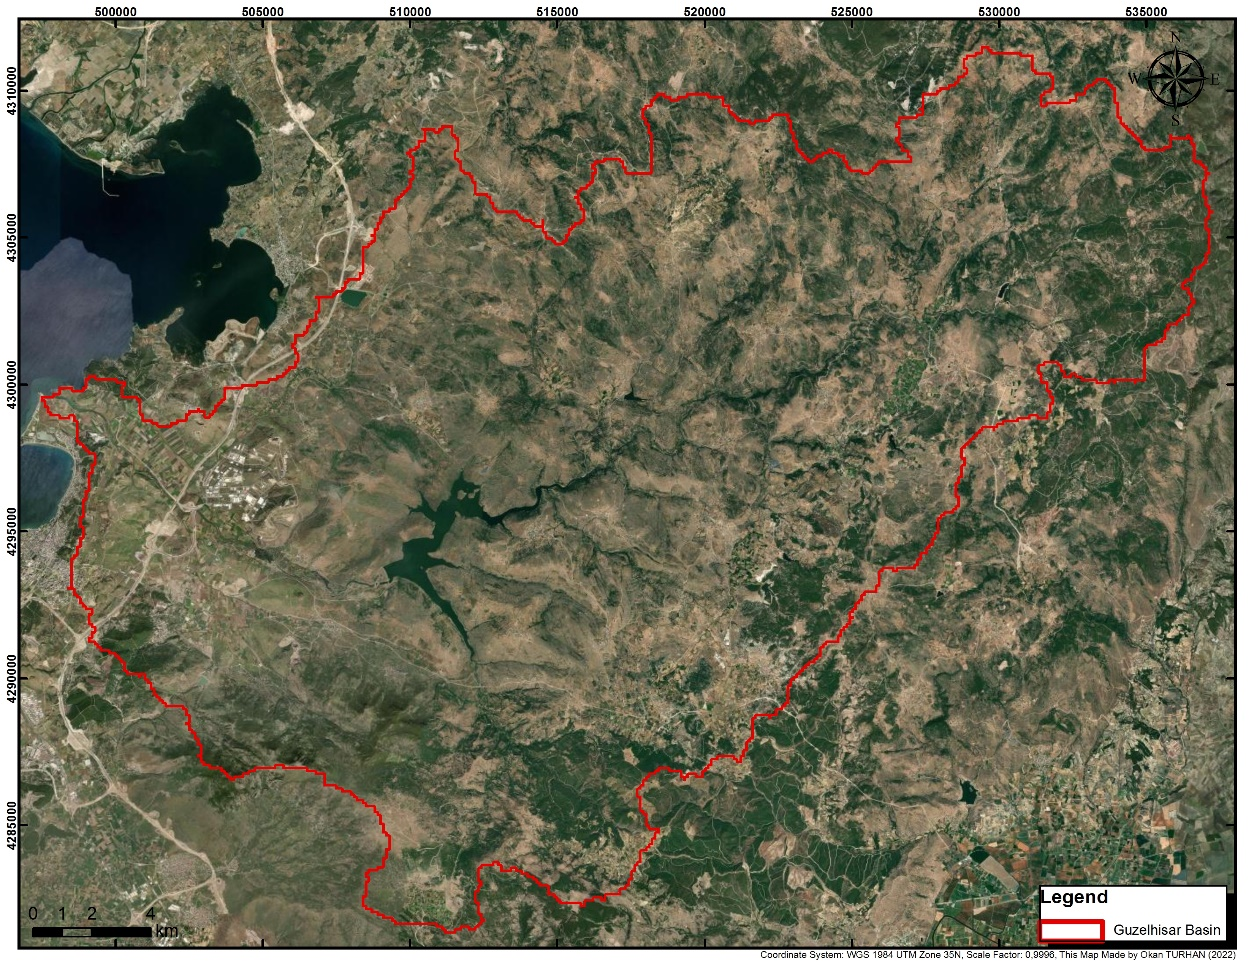 500000 505000 510000 515000 520000 525000 530000 535000
4310000
4305000
4300000
4295000
4290000
4285000
N
W E
S
0 1 2 4
km
Legend
Guzelhisar Basin
Coordinate System: WGS 1984 UTM Zone 35N, Scale Factor: 0,9996, This Map Made by Okan TURHAN (2022)